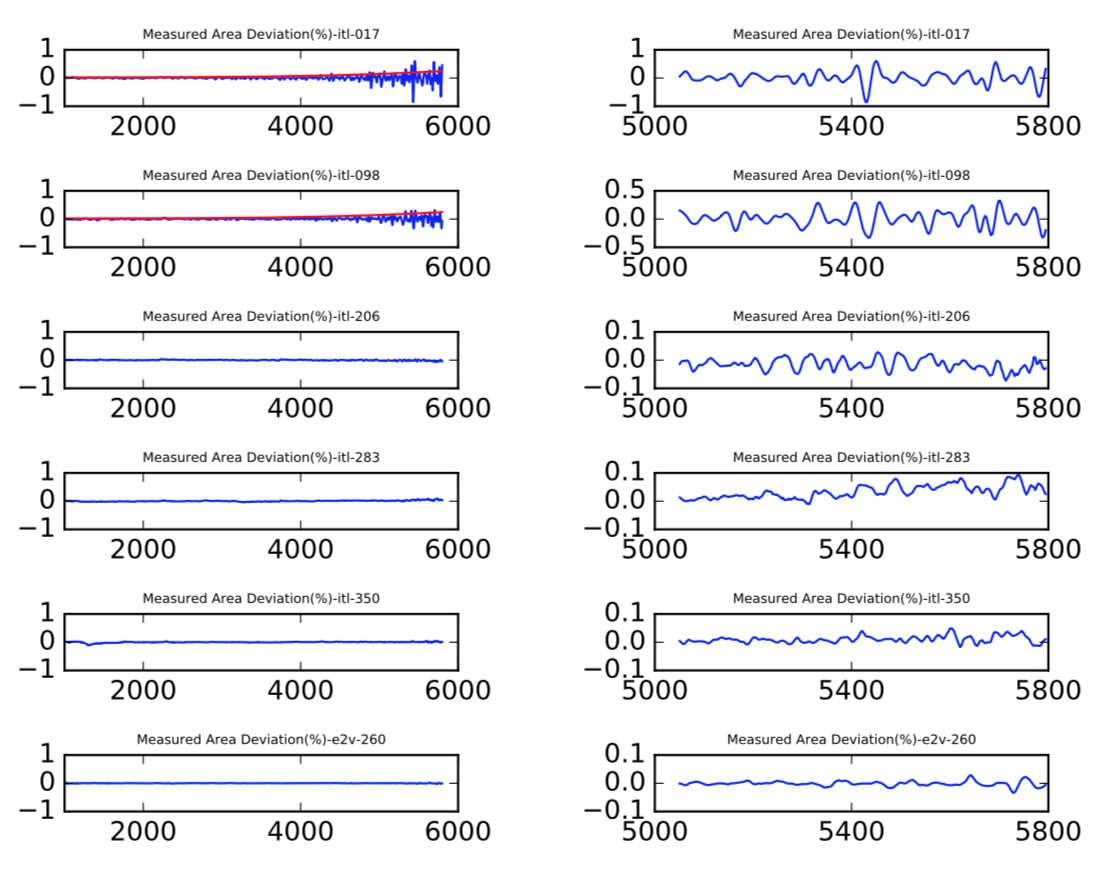 Measured Area Deviation(%)-itl-017
1
0
−1
2000 4000 6000
Measured Area Deviation(%)-itl-017
1
0
−1
5000 5400 5800
Measured Area Deviation(%)-itl-098
1
0
−1
2000 4000 6000
Measured Area Deviation(%)-itl-098
0.5
0.0
−0.5
5000 5400 5800
Measured Area Deviation(%)-itl-206
1
0
−1
2000 4000 6000
Measured Area Deviation(%)-itl-206
0.1
0.0
−0.1
5000 5400 5800
Measured Area Deviation(%)-itl-283
1
0
−1
2000 4000 6000
Measured Area Deviation(%)-itl-283
0.1
0.0
−0.1
5000 5400 5800
Measured Area Deviation(%)-itl-350
1
0
−1
2000 4000 6000
Measured Area Deviation(%)-itl-350
0.1
0.0
−0.1
5000 5400 5800
Measured Area Deviation(%)-e2v-260
1
0
−1
2000 4000 6000
Measured Area Deviation(%)-e2v-260
0.1
0.0
−0.1
5000 5400 5800